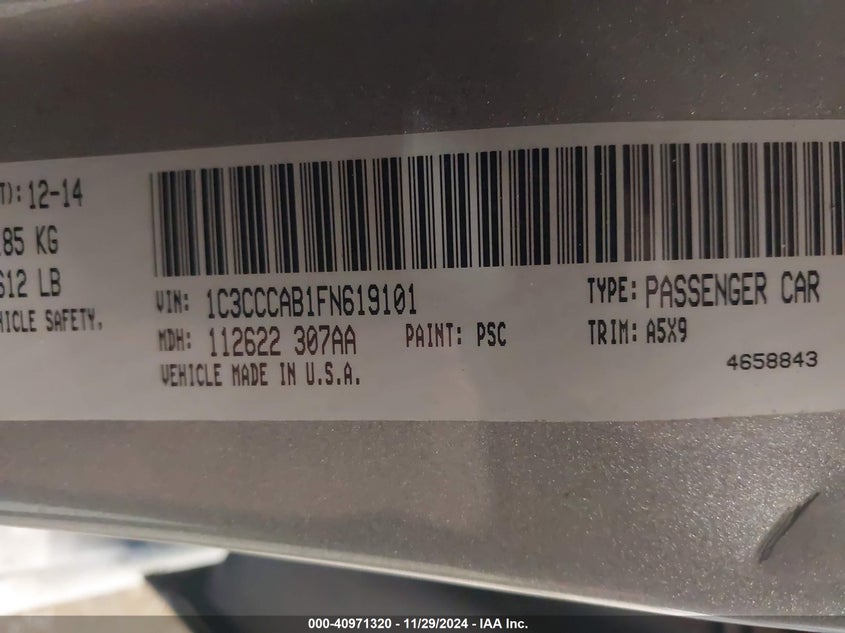 T): 12-14
85 KG
612 LB
HICLE SAFETY.
VIN: 1C3CCCAB1FN619101
TYPE: PASSENGER CAR
MDH: 112622 307AA
PAINT: PSC
TRIM: A5X9
VEHICLE MADE IN U.S.A.
4658843
000-40971320 | 11/29/2024 - IAA Inc.